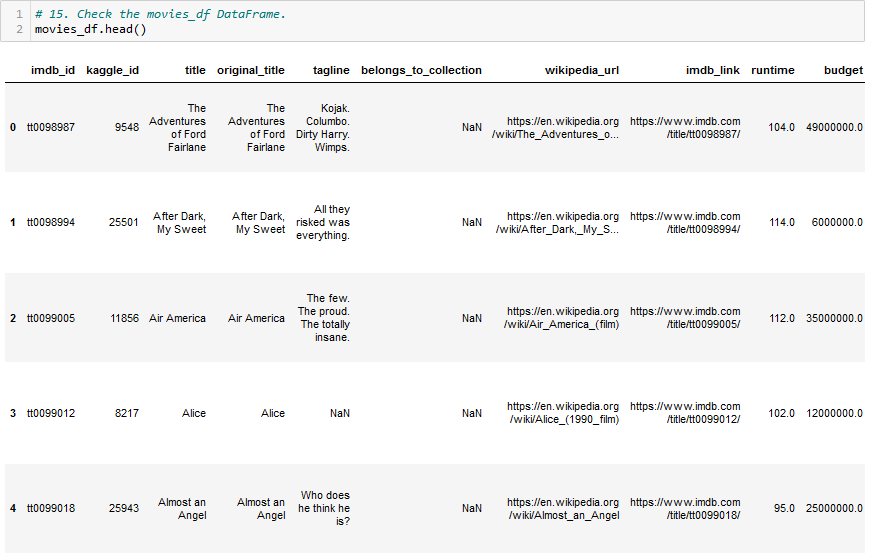 1 # 15. Check the movies_df DataFrame.
2 movies_df.head()
imdb_id kaggle_id title original_title tagline belongs_to_collection wikipedia_url imdb_link runtime budget
The The Kojak.
Adventures Adventures Columbo. https://en.wikipedia.org https://www.imdb.com
0 tt0098987 9548 of Ford of Ford Dirty Harry. NaN /wiki/The_Adventures_o... /title/tt0098987/ 104.0 49000000.0
Fairlane Fairlane Wimps.
All they
After Dark, After Dark, risked was https://en.wikipedia.org https://www.imdb.com
1 tt0098994 25501 My Sweet My Sweet everything. NaN /wiki/After_Dark,_My_S... /title/tt0098994/ 114.0 6000000.0
The few.
The proud. https://en.wikipedia.org https://www.imdb.com
2 tt0099005 11856 Air America Air America The totally NaN /wiki/Air_America_(film) /title/tt0099005/ 112.0 35000000.0
insane.
https://en.wikipedia.org https://www.imdb.com
3 tt0099012 8217 Alice Alice NaN NaN /wiki/Alice_(1990_film) /title/tt0099012/ 102.0 12000000.0
Who does
Almost an Almost an he think he https://en.wikipedia.org https://www.imdb.com
4 tt0099018 25943 Angel Angel is? NaN /wiki/Almost_an_Angel /title/tt0099018/ 95.0 25000000.0